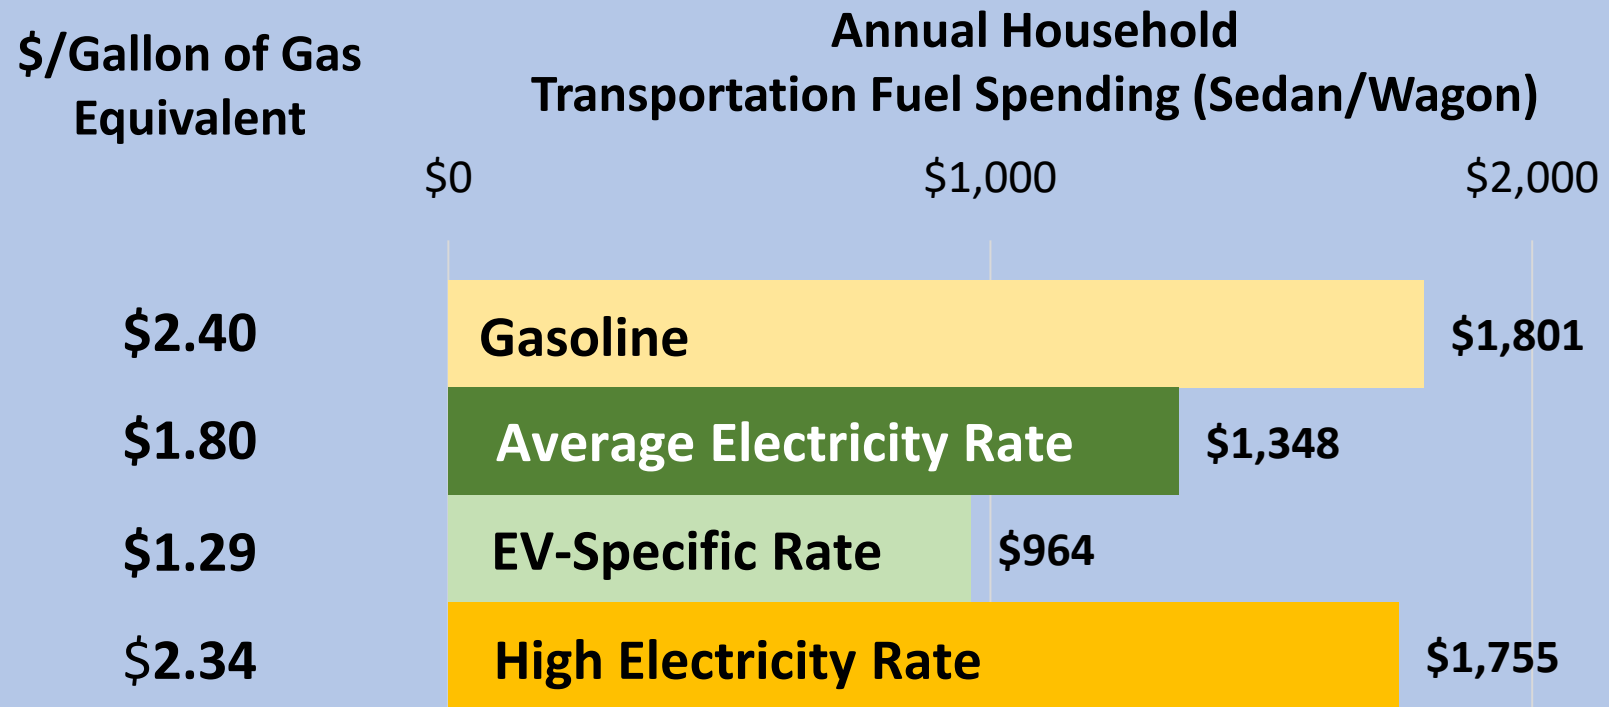 $/Gallon of Gas
Equivalent
Annual Household
Transportation Fuel Spending (Sedan/Wagon)
$0 $1,000 $2,000
$2.40 Gasoline $1,801
$1.80 Average Electricity Rate $1,348
$1.29 EV-Specific Rate $964
$2.34 High Electricity Rate $1,755